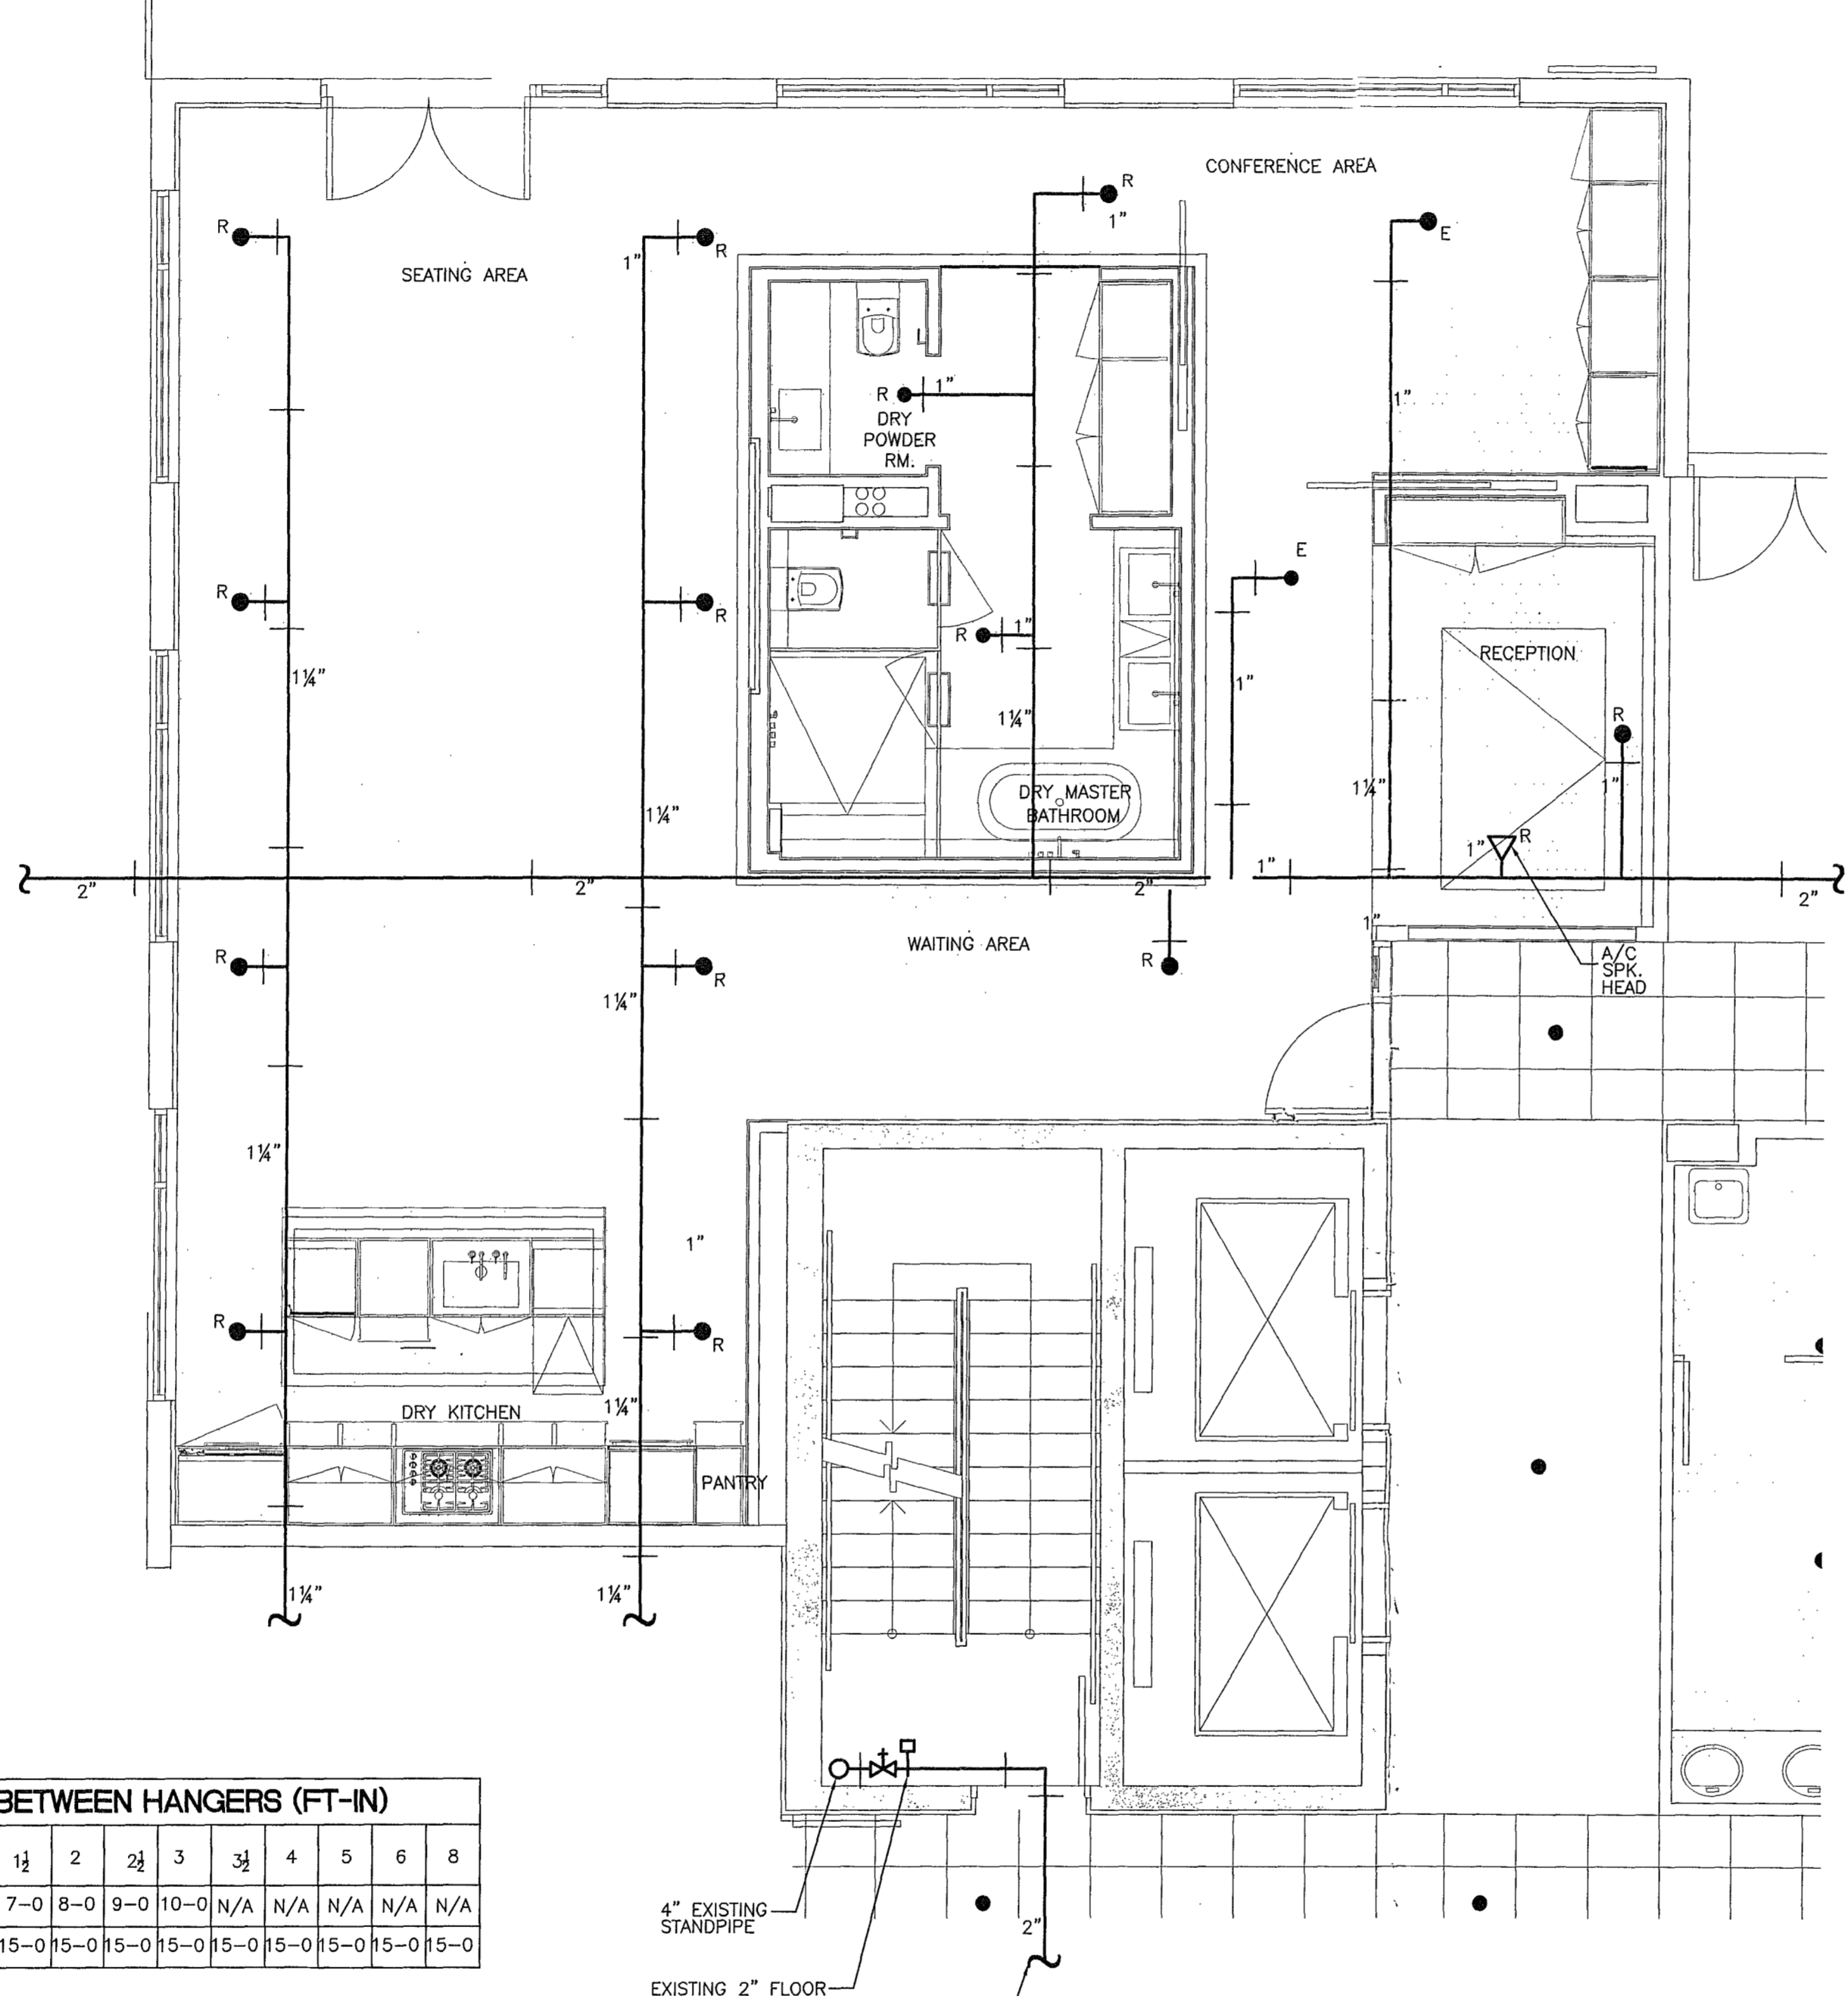 CONFERENCE AREA
R
1"
R
R
1"
E
SEATING AREA
R
1"
R
DRY
POWDER
RM.
1"
E
R
R
R
1"
1¼"
1"
RECEPTION
1¼"
R
1¼"
DRY MASTER
BATHROOM
1¼"
1"
1"
R
2"
2"
2"
1"
2"
1"
WAITING AREA
R
R
R
A/C
SPK.
HEAD
1¼"
1¼"
1"
R
R
1¼"
DRY KITCHEN
PANTRY
1¼"
1¼"
BETWEEN HANGERS (FT-IN)
1½ 2 2½ 3 3½ 4 5 6 8
7-0 8-0 9-0 10-0 N/A N/A N/A N/A N/A
15-0 15-0 15-0 15-0 15-0 15-0 15-0 15-0 15-0
4" EXISTING
STANDPIPE
2"
EXISTING 2" FLOOR